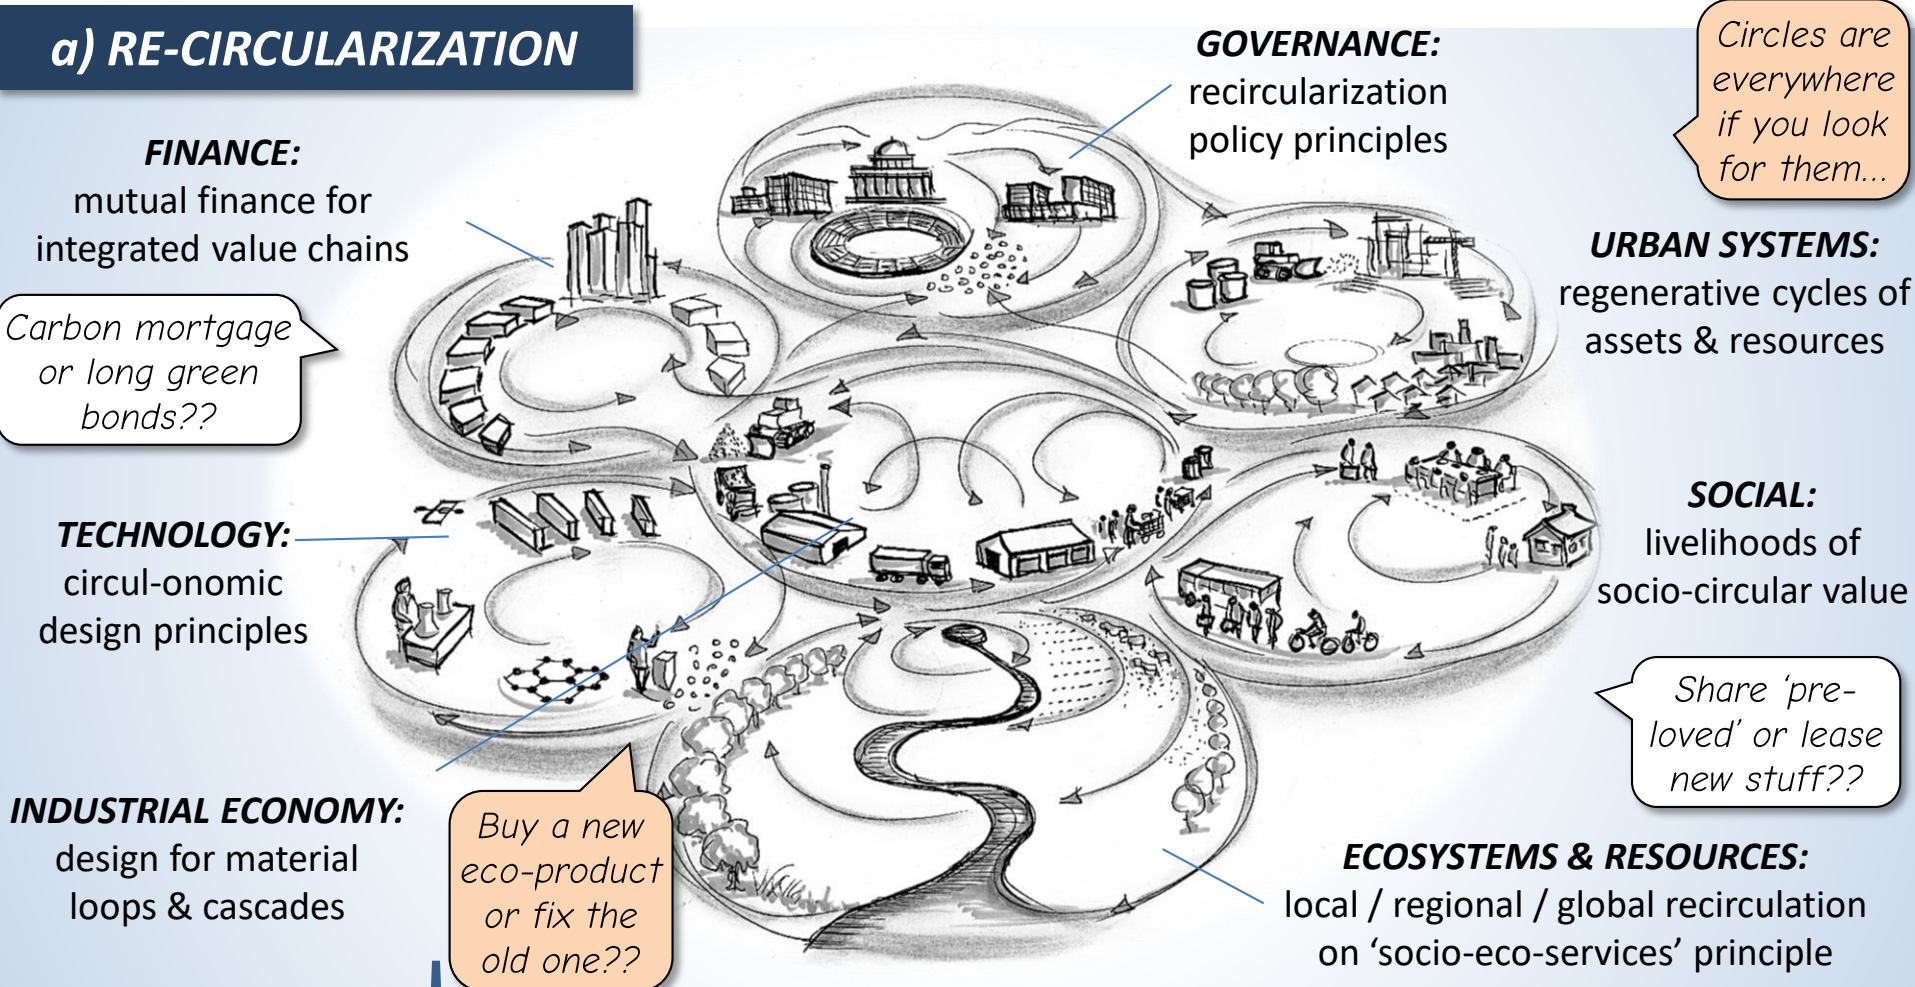 a) RE-CIRCULARIZATION
GOVERNANCE:
recircularization
policy principles
Circles are
everywhere
if you look
for them...
FINANCE:
mutual finance for
integrated value chains
URBAN SYSTEMS:
regenerative cycles of
assets & resources
Carbon mortgage
or long green
bonds??
TECHNOLOGY:
circul-onomic
design principles
SOCIAL:
livelihoods of
socio-circular value
Share ‘pre-
loved’ or lease
new stuff??
INDUSTRIAL ECONOMY:
design for material
loops & cascades
Buy a new
eco-product
or fix the
old one??
ECOSYSTEMS & RESOURCES:
local / regional / global recirculation
on ‘socio-eco-services’ principle